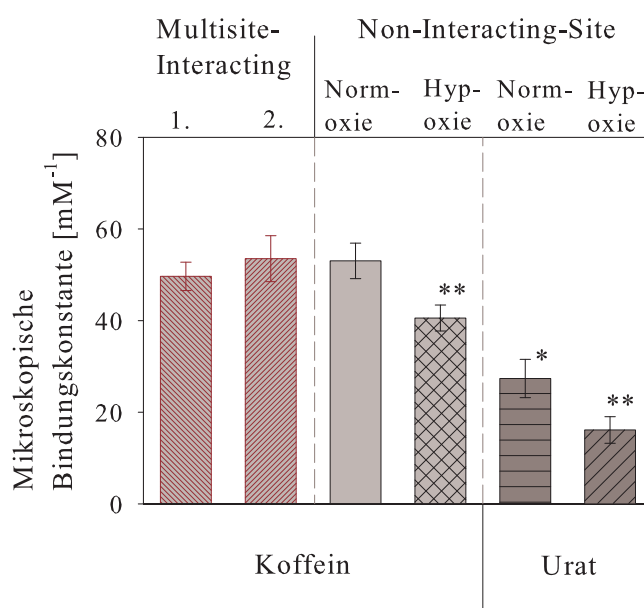 Multisite-
Interacting
Non-Interacting-Site
1.
2.
Norm-
oxie
Hyp-
oxie
Norm-
oxie
Hyp-
oxie
Mikroskopische
Bindungskonstante [mM⁻¹]
80
60
40
20
0
**
*
**
Koffein
Urat